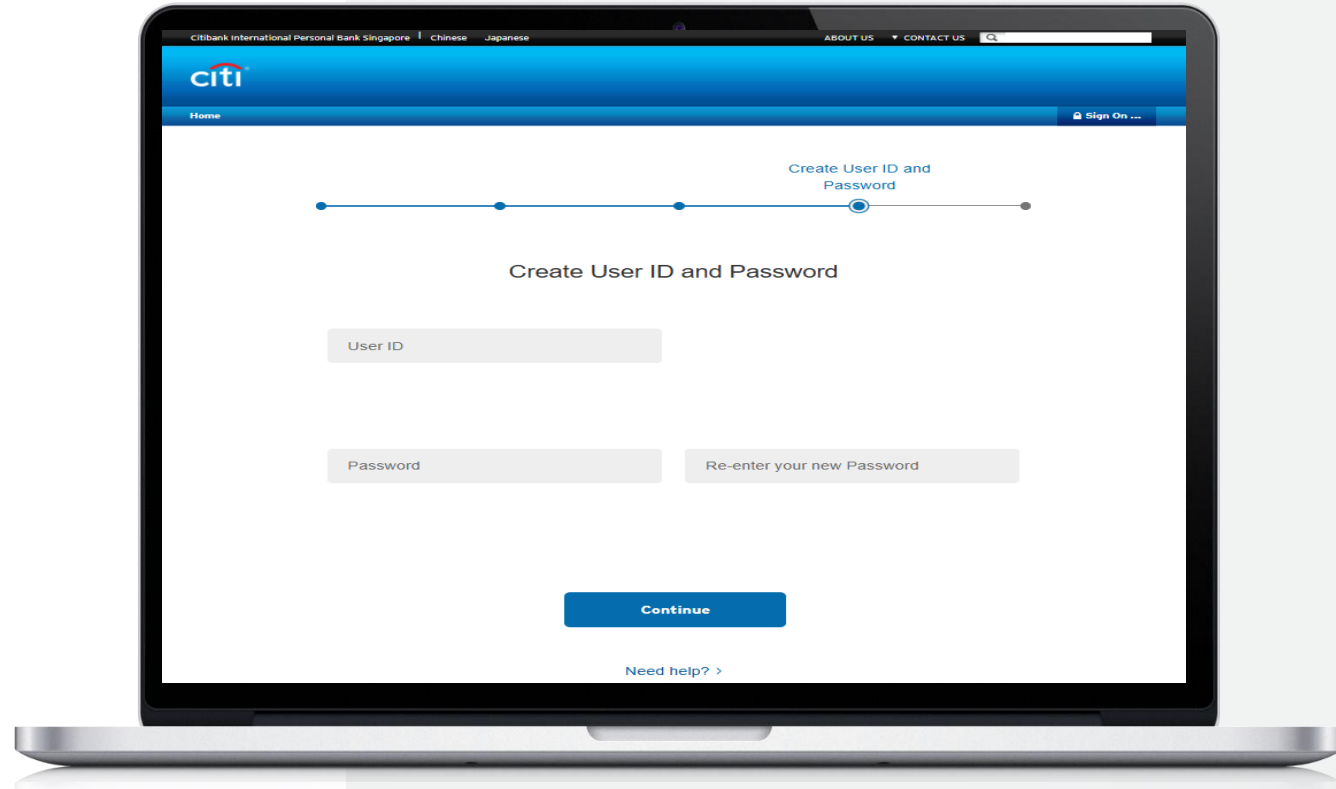 Citibank International Personal Bank Singapore | Chinese Japanese ABOUT US ▼ CONTACT US
citi
Home Sign On ...
Create User ID and
Password
Create User ID and Password
User ID
Password Re-enter your new Password
Continue
Need help? >